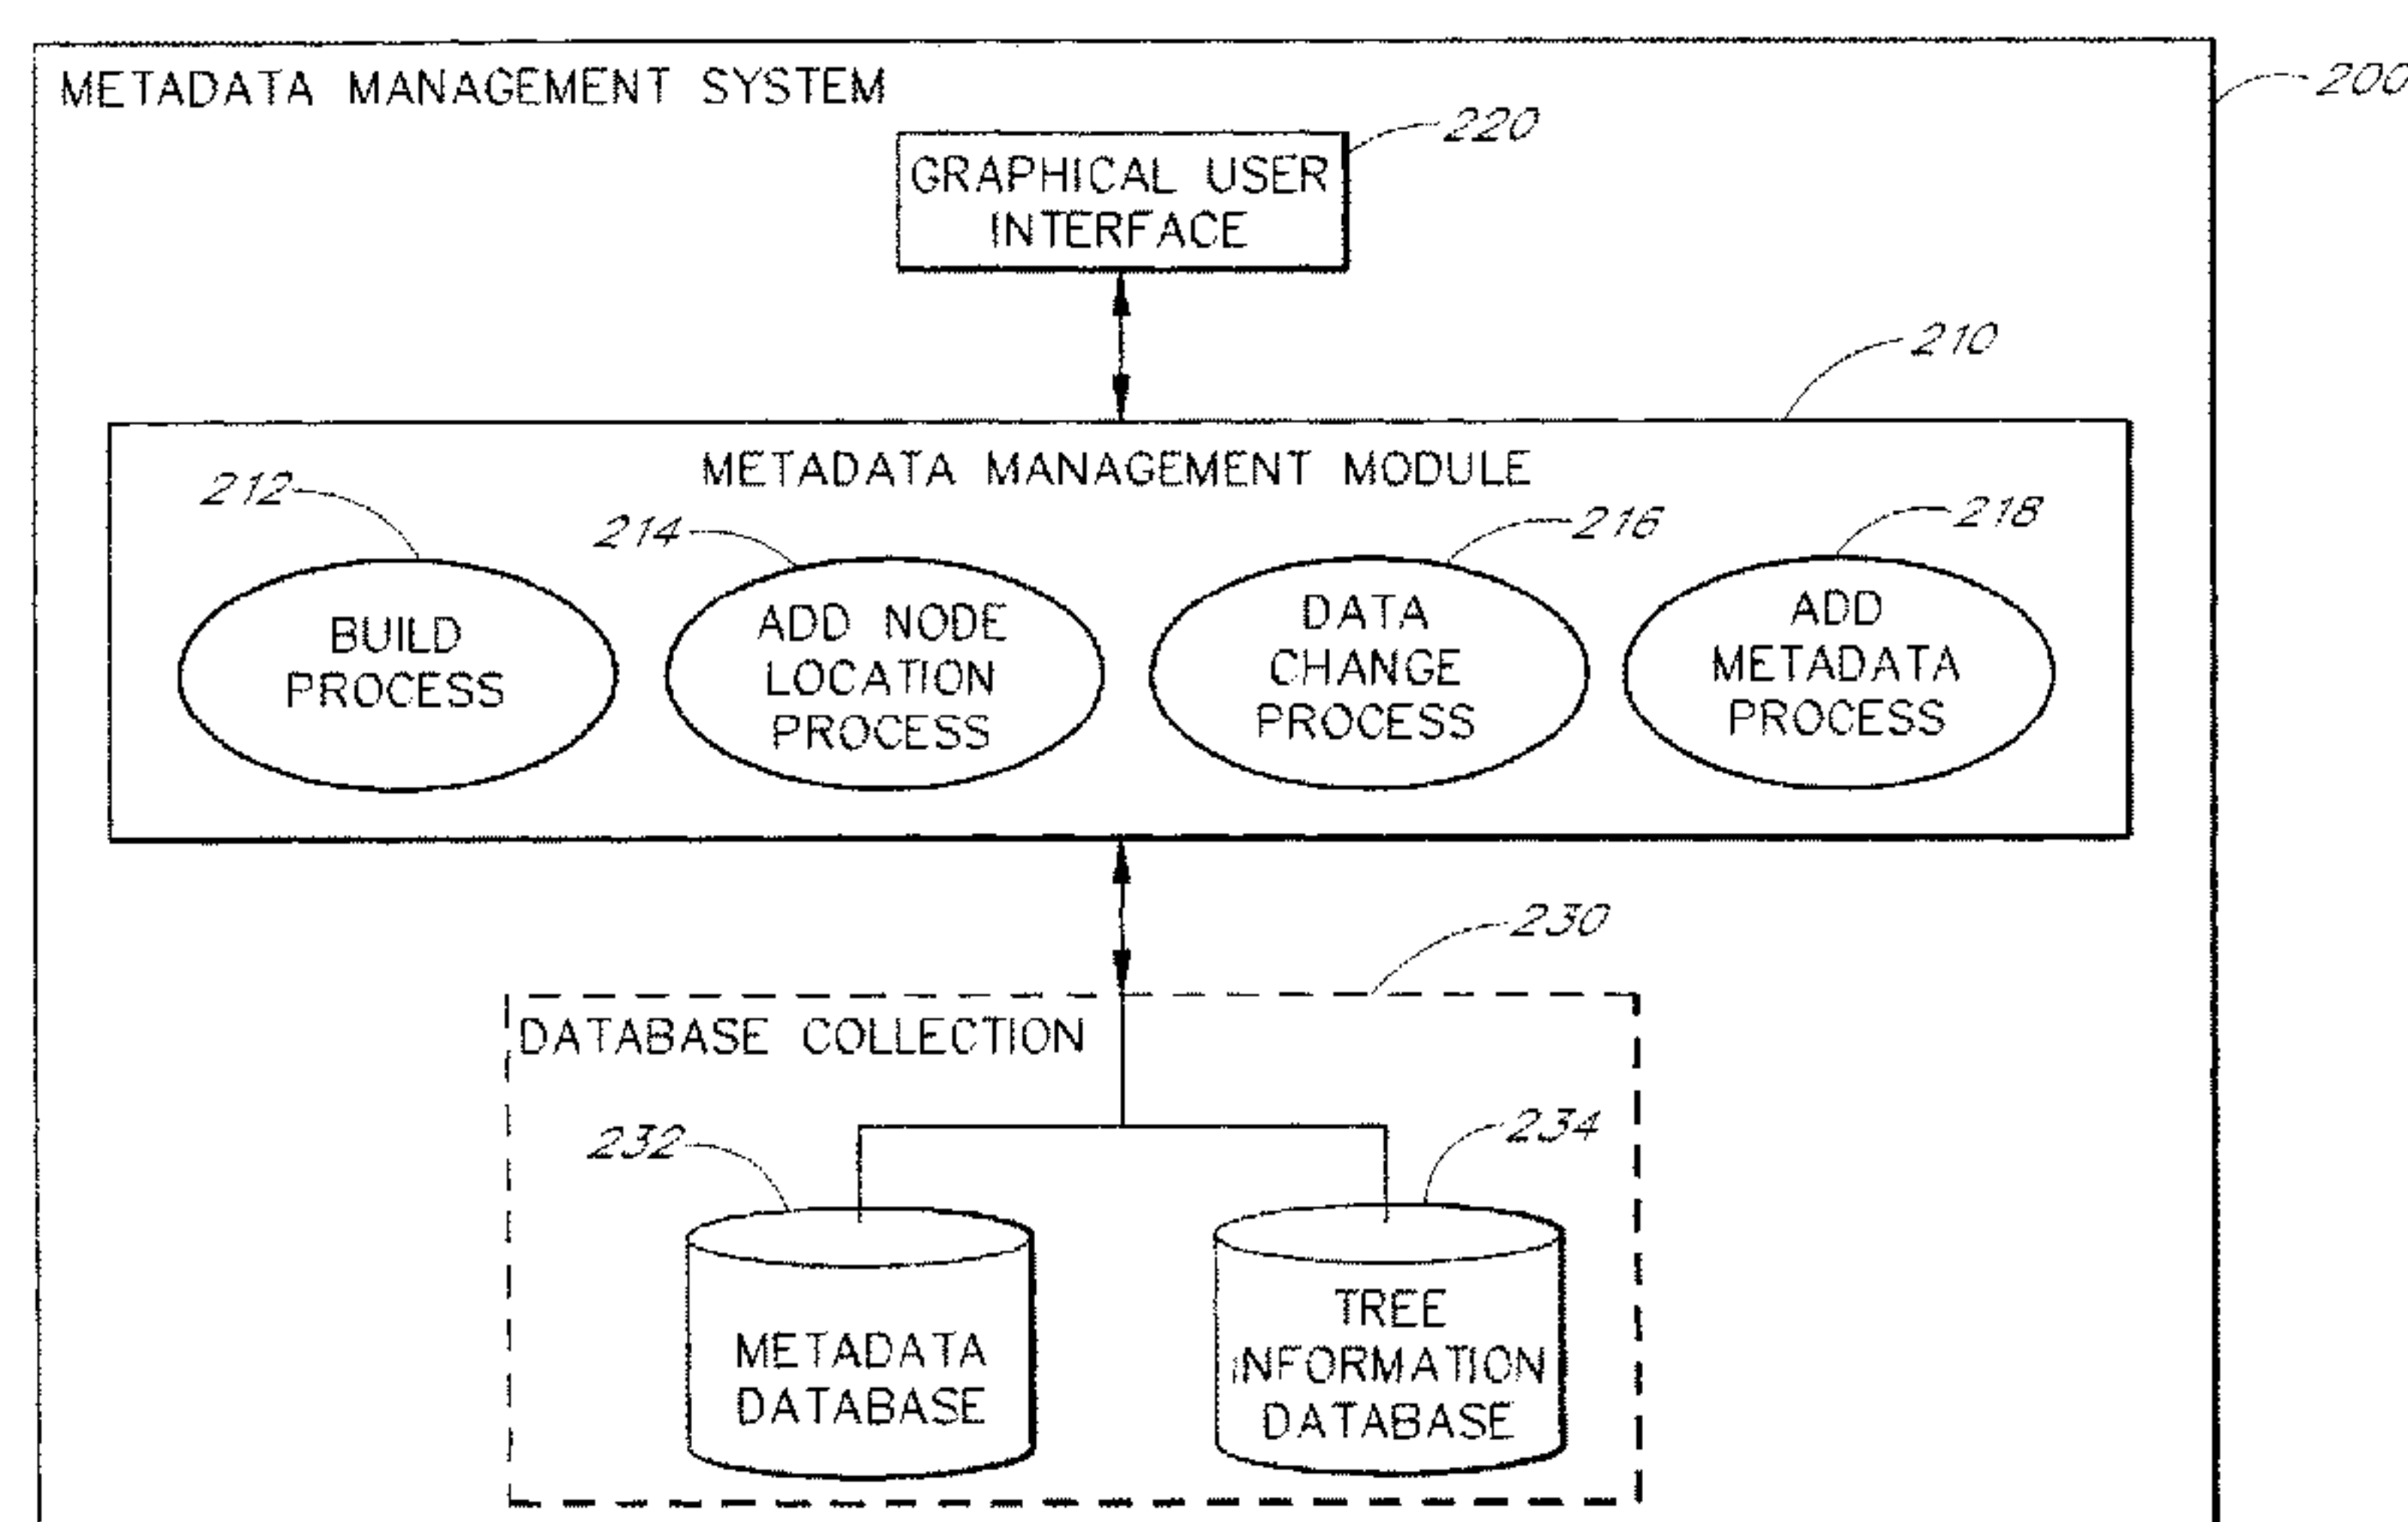 METADATA MANAGEMENT SYSTEM
200
220
GRAPHICAL USER
INTERFACE
210
METADATA MANAGEMENT MODULE
212
214
216
218
BUILD
PROCESS
ADD NODE
LOCATION
PROCESS
DATA
CHANGE
PROCESS
ADD
METADATA
PROCESS
230
DATABASE COLLECTION
232
234
METADATA
DATABASE
TREE
INFORMATION
DATABASE